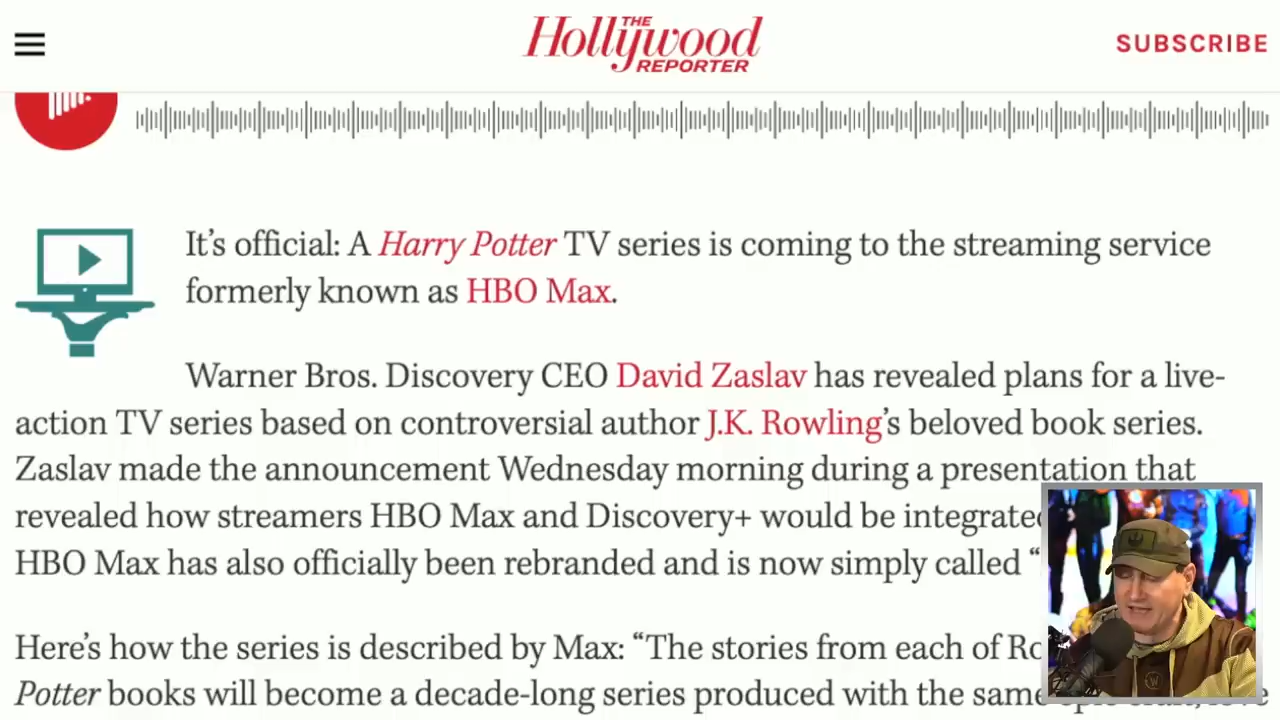 THE
Hollywood
REPORTER
SUBSCRIBE
It’s official: A Harry Potter TV series is coming to the streaming service
formerly known as HBO Max.
Warner Bros. Discovery CEO David Zaslav has revealed plans for a live-
action TV series based on controversial author J.K. Rowling’s beloved book series.
Zaslav made the announcement Wednesday morning during a presentation that
revealed how streamers HBO Max and Discovery+ would be integrated
HBO Max has also officially been rebranded and is now simply called “
Here’s how the series is described by Max: “The stories from each of
Potter books will become a decade-long series produced with the same